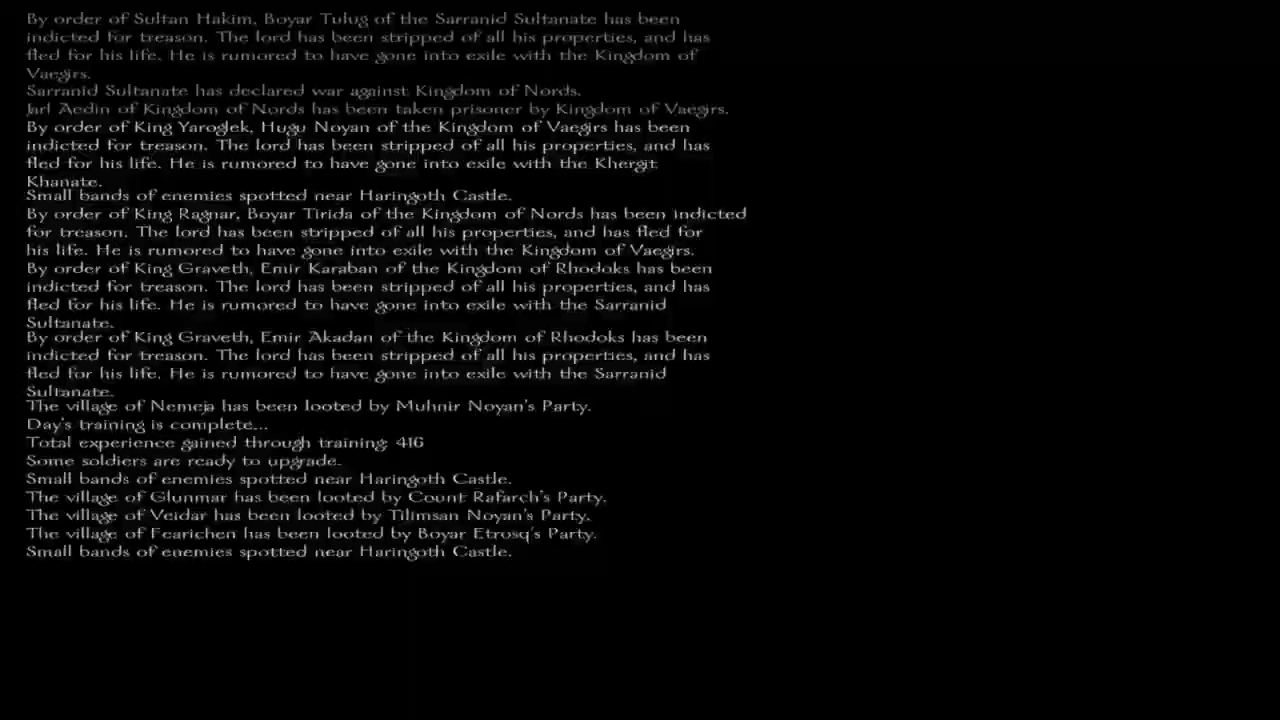 By order of Sultan Hakim, Boyar Tulug of the Sarranid Sultanate has been
indicted for treason. The lord has been stripped of all his properties, and has
fled for his life. He is rumored to have gone into exile with the Kingdom of
Vaegirs.
Sarranid Sultanate has declared war against Kingdom of Nords.
Jarl Aedin of Kingdom of Nords has been taken prisoner by Kingdom of Vaegirs.
By order of King Yaroglek, Hugu Noyan of the Kingdom of Vaegirs has been
indicted for treason. The lord has been stripped of all his properties, and has
fled for his life. He is rumored to have gone into exile with the Khergit
Khanate.
Small bands of enemies spotted near Haringoth Castle.
By order of King Ragnar, Boyar Tirida of the Kingdom of Nords has been indicted
for treason. The lord has been stripped of all his properties, and has fled for
his life. He is rumored to have gone into exile with the Kingdom of Vaegirs.
By order of King Graveth, Emir Karaban of the Kingdom of Rhodoks has been
indicted for treason. The lord has been stripped of all his properties, and has
fled for his life. He is rumored to have gone into exile with the Sarranid
Sultanate.
By order of King Graveth, Emir Akadan of the Kingdom of Rhodoks has been
indicted for treason. The lord has been stripped of all his properties, and has
fled for his life. He is rumored to have gone into exile with the Sarranid
Sultanate.
The village of Nemeja has been looted by Muhnir Noyan's Party.
Day's training is complete...
Total experience gained through training: 416
Some soldiers are ready to upgrade.
Small bands of enemies spotted near Haringoth Castle.
The village of Glunmar has been looted by Count Rafarch's Party.
The village of Veidar has been looted by Tilimsan Noyan's Party.
The village of Fearichen has been looted by Boyar Etrosq's Party.
Small bands of enemies spotted near Haringoth Castle.